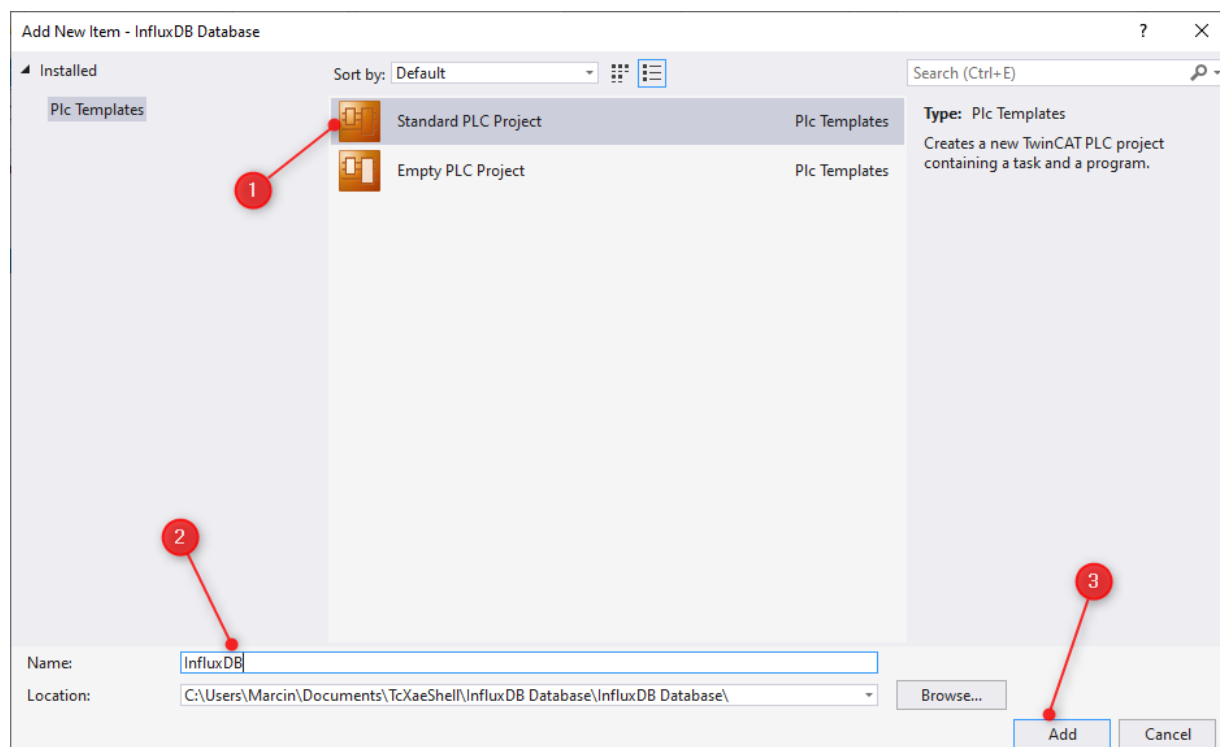 Add New Item - InfluxDB Database
?
Installed
Plc Templates
Sort by: Default
Search (Ctrl+E)
Standard PLC Project Plc Templates
Empty PLC Project Plc Templates
Type: Plc Templates
Creates a new TwinCAT PLC project
containing a task and a program.
1
2
3
Name: InfluxDB
Location: C:\Users\Marcin\Documents\TcXaeShell\InfluxDB Database\InfluxDB Database\
Browse...
Add
Cancel